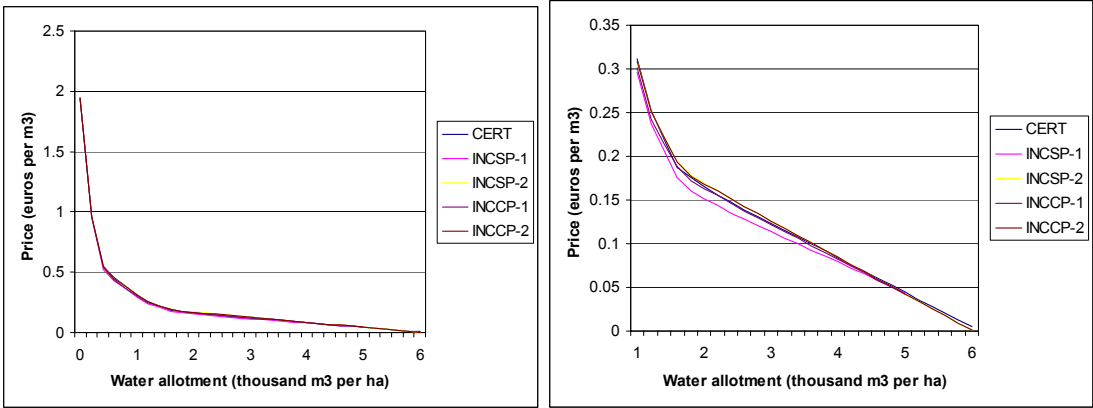 2.5
2
1.5
1
0.5
0
0 1 2 3 4 5 6
Price (euros per m3)
Water allotment (thousand m3 per ha)
CERT
INCSP-1
INCSP-2
INCCP-1
INCCP-2
0.35
0.3
0.25
0.2
0.15
0.1
0.05
0
1 2 3 4 5 6
Price (euros per m3)
Water allotment (thousand m3 per ha)
CERT
INCSP-1
INCSP-2
INCCP-1
INCCP-2